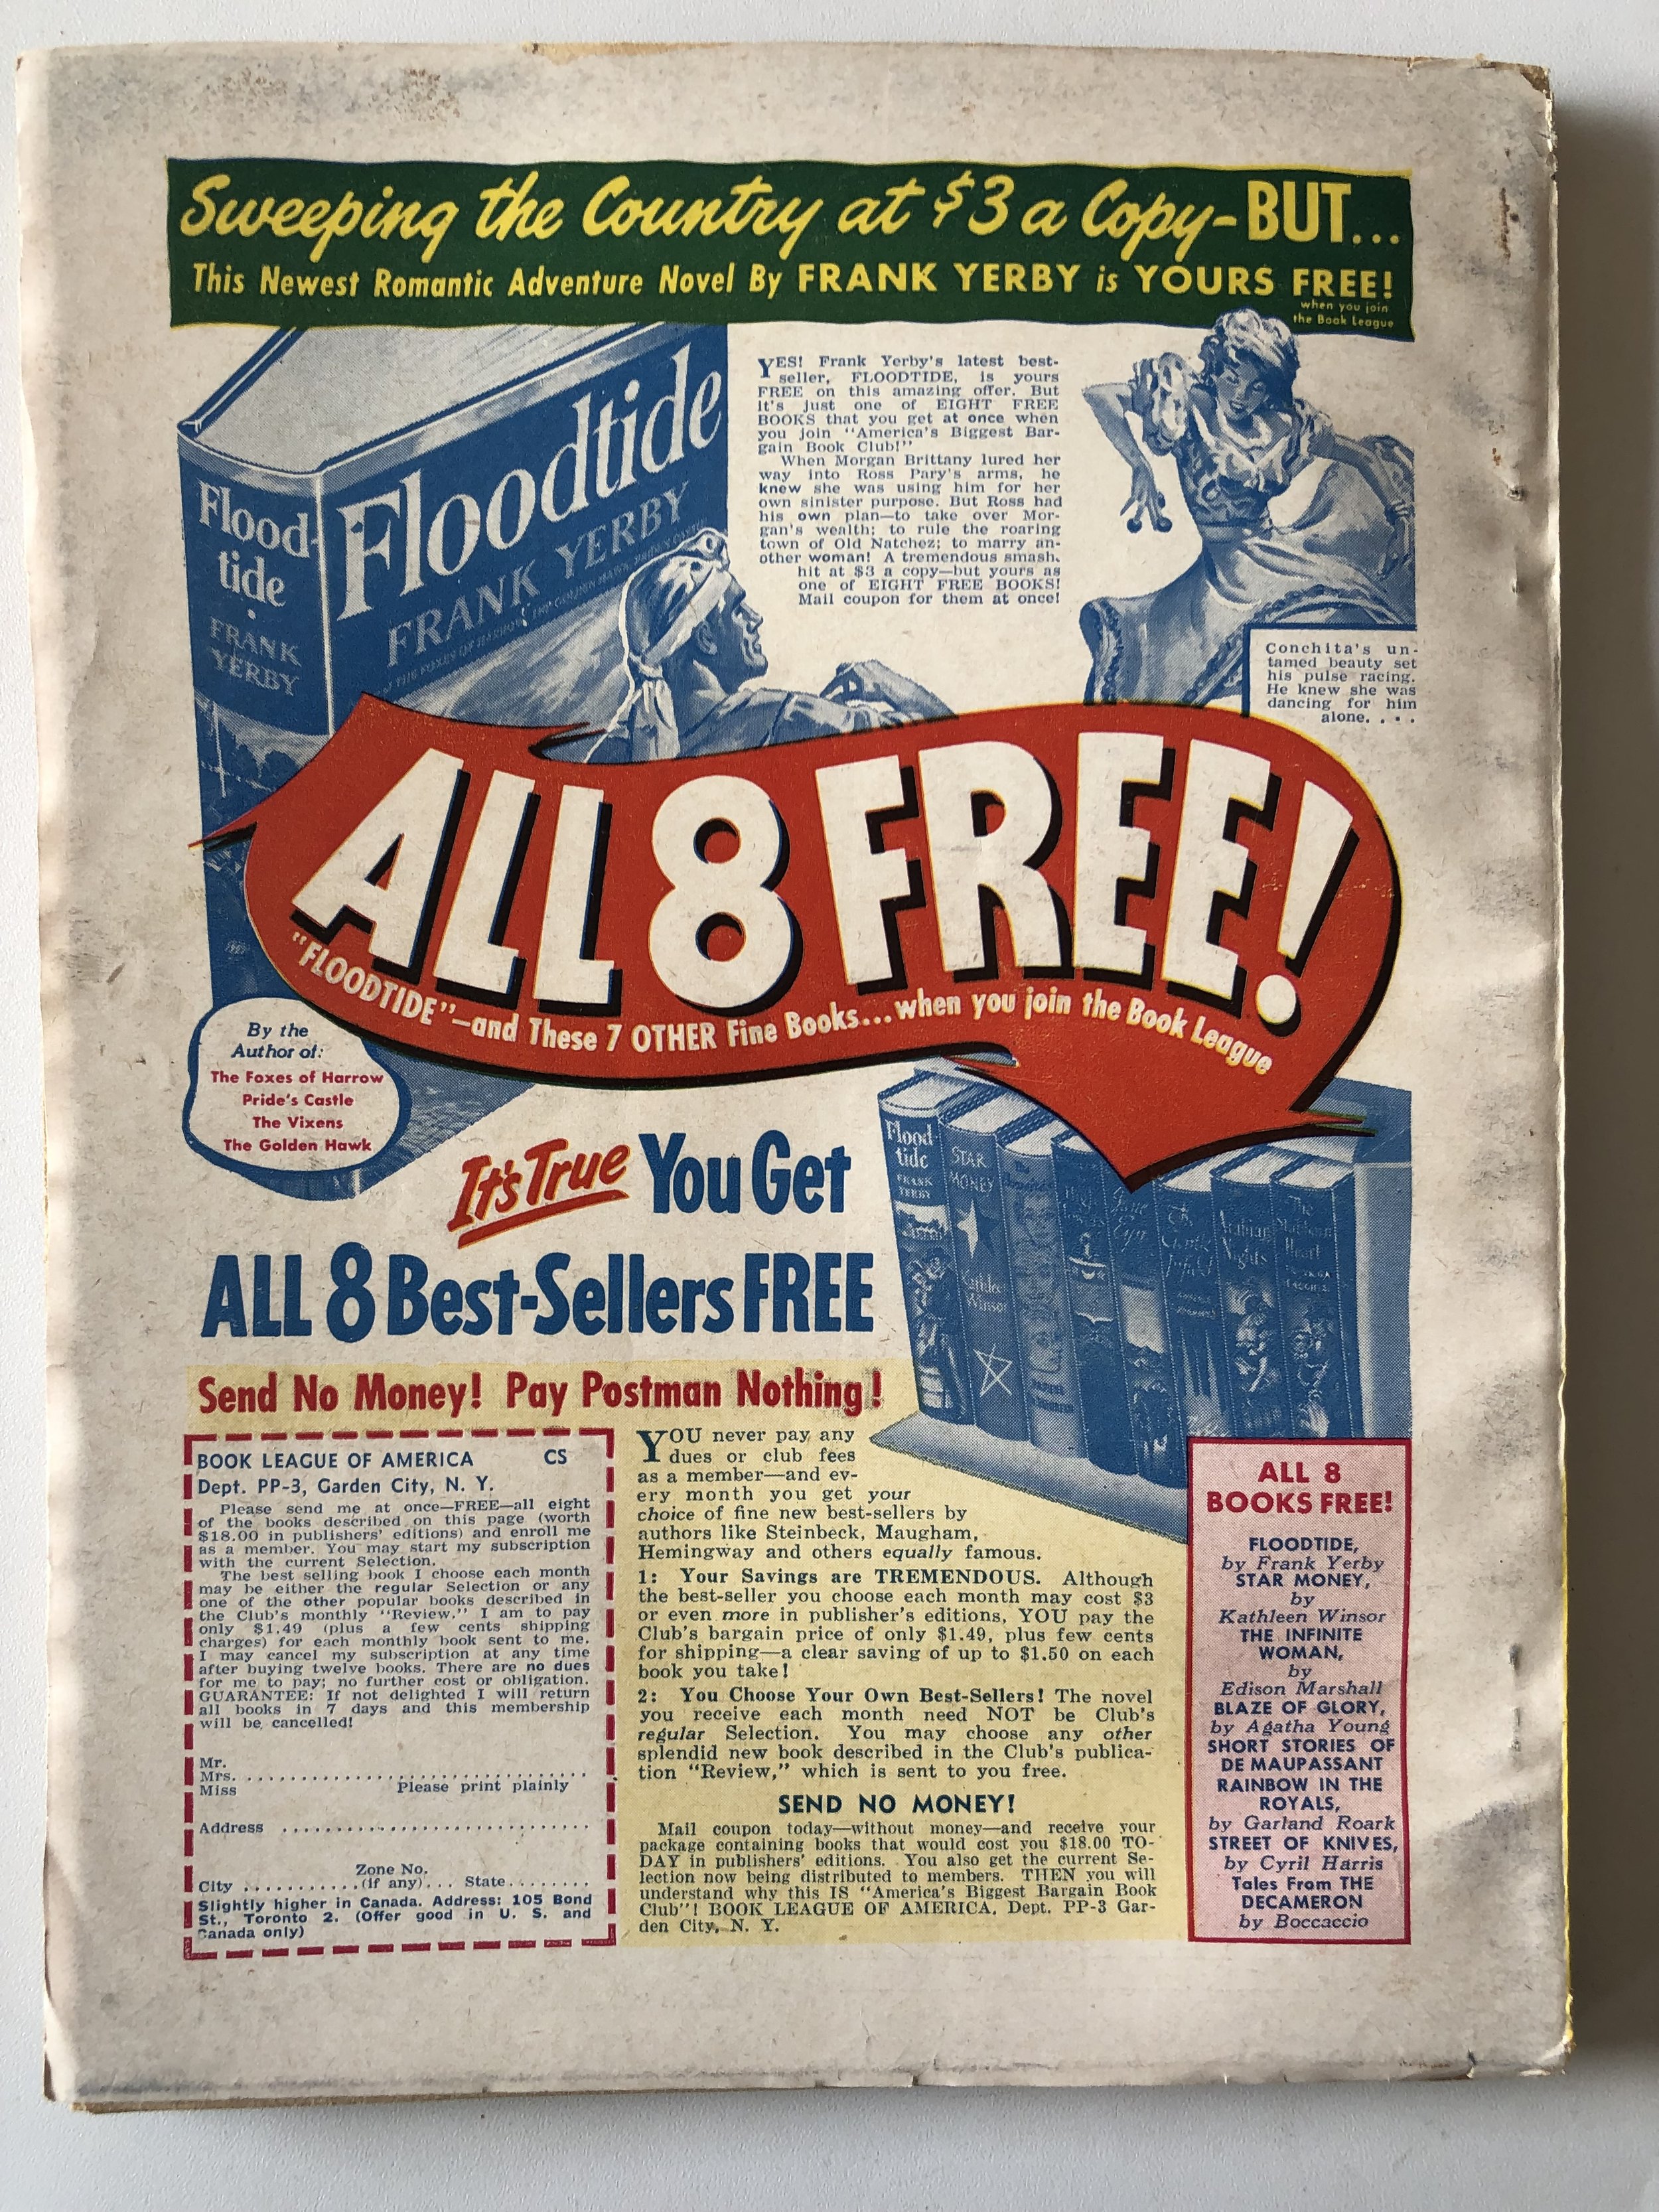 Sweeping the Country at $3 a Copy-BUT...
This Newest Romantic Adventure Novel By FRANK YERBY is YOURS FREE!
when you join
the Book League
Floodtide
FRANK YERBY
Flood-
tide
FRANK
YERBY
YES! Frank Yerby's latest best-
seller, FLOODTIDE, is yours
FREE on this amazing offer. But
it's just one of EIGHT FREE
BOOKS that you get at once when
you join "America's Biggest Bar-
gain Book Club!"
When Morgan Brittany lured her
way into Ross Pary's arms, he
knew she was using him for her
own sinister purpose. But Ross had
his own plan—to take over Mor-
gan's wealth; to rule the roaring
town of Old Natchez; to marry an-
other woman! A tremendous smash
hit at $3 a copy—but yours as
one of EIGHT FREE BOOKS!
Mail coupon for them at once!
Conchita's un-
tamed beauty set
his pulse racing.
He knew she was
dancing for him
alone. . . .
ALL 8 FREE!
"FLOODTIDE"—and These 7 OTHER Fine Books...when you join the Book League
By the
Author of:
The Foxes of Harrow
Pride's Castle
The Vixens
The Golden Hawk
It's True You Get
ALL 8 Best-Sellers FREE
Flood
tide
FRANK
YERBY
STAR
MONEY
Kathleen
Winsor
Jane
Eyre
Arabian
Nights
The
Heart
Send No Money! Pay Postman Nothing!
BOOK LEAGUE OF AMERICA CS
Dept. PP-3, Garden City, N. Y.
Please send me at once—FREE—all eight
of the books described on this page (worth
$18.00 in publishers' editions) and enroll me
as a member. You may start my subscription
with the current Selection.
The best selling book I choose each month
may be either the regular Selection or any
one of the other popular books described in
the Club's monthly "Review." I am to pay
only $1.49 (plus a few cents shipping
charges) for each monthly book sent to me.
I may cancel my subscription at any time
after buying twelve books. There are no dues
for me to pay; no further cost or obligation.
GUARANTEE: If not delighted I will return
all books in 7 days and this membership
will be cancelled!
Mr.
Mrs. ........................................
Miss Please print plainly
Address ....................................
Zone No.
City ...........(if any)... State........
Slightly higher in Canada. Address: 105 Bond
St., Toronto 2. (Offer good in U. S. and
Canada only)
YOU never pay any
dues or club fees
as a member—and ev-
ery month you get your
choice of fine new best-sellers by
authors like Steinbeck, Maugham,
Hemingway and others equally famous.
1: Your Savings are TREMENDOUS. Although
the best-seller you choose each month may cost $3
or even more in publisher's editions, YOU pay the
Club's bargain price of only $1.49, plus few cents
for shipping—a clear saving of up to $1.50 on each
book you take!
2: You Choose Your Own Best-Sellers! The novel
you receive each month need NOT be Club's
regular Selection. You may choose any other
splendid new book described in the Club's publica-
tion "Review," which is sent to you free.
SEND NO MONEY!
Mail coupon today—without money—and receive your
package containing books that would cost you $18.00 TO-
DAY in publishers' editions. You also get the current Se-
lection now being distributed to members. THEN you will
understand why this IS "America's Biggest Bargain Book
Club"! BOOK LEAGUE OF AMERICA, Dept. PP-3 Gar-
den City, N. Y.
ALL 8
BOOKS FREE!
FLOODTIDE,
by Frank Yerby
STAR MONEY,
by
Kathleen Winsor
THE INFINITE
WOMAN,
by
Edison Marshall
BLAZE OF GLORY,
by Agatha Young
SHORT STORIES OF
DE MAUPASSANT
RAINBOW IN THE
ROYALS,
by Garland Roark
STREET OF KNIVES,
by Cyril Harris
Tales From THE
DECAMERON
by Boccaccio